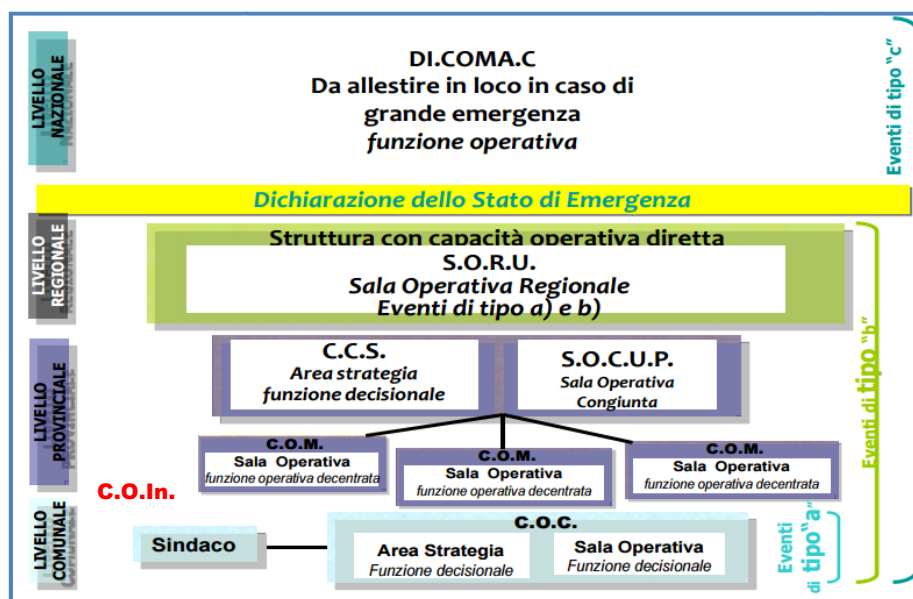 LIVELLO
NAZIONALE
DI.COMA.C
Da allestire in loco in caso di
grande emergenza
funzione operativa
Eventi di tipo "c"
Dichiarazione dello Stato di Emergenza
LIVELLO
REGIONALE
Struttura con capacità operativa diretta
S.O.R.U.
Sala Operativa Regionale
Eventi di tipo a) e b)
Eventi di tipo "b"
LIVELLO
PROVINCIALE
C.C.S.
Area strategia
funzione decisionale
S.O.C.U.P.
Sala Operativa
Congiunta
C.O.M.
Sala Operativa
funzione operativa decentrata
C.O.M.
Sala Operativa
funzione operativa decentrata
C.O.M.
Sala Operativa
funzione operativa decentrata
C.O.In.
LIVELLO
COMUNALE
Sindaco
C.O.C.
Area Strategia
Funzione decisionale
Sala Operativa
Funzione decisionale
Eventi
di tipo "a"